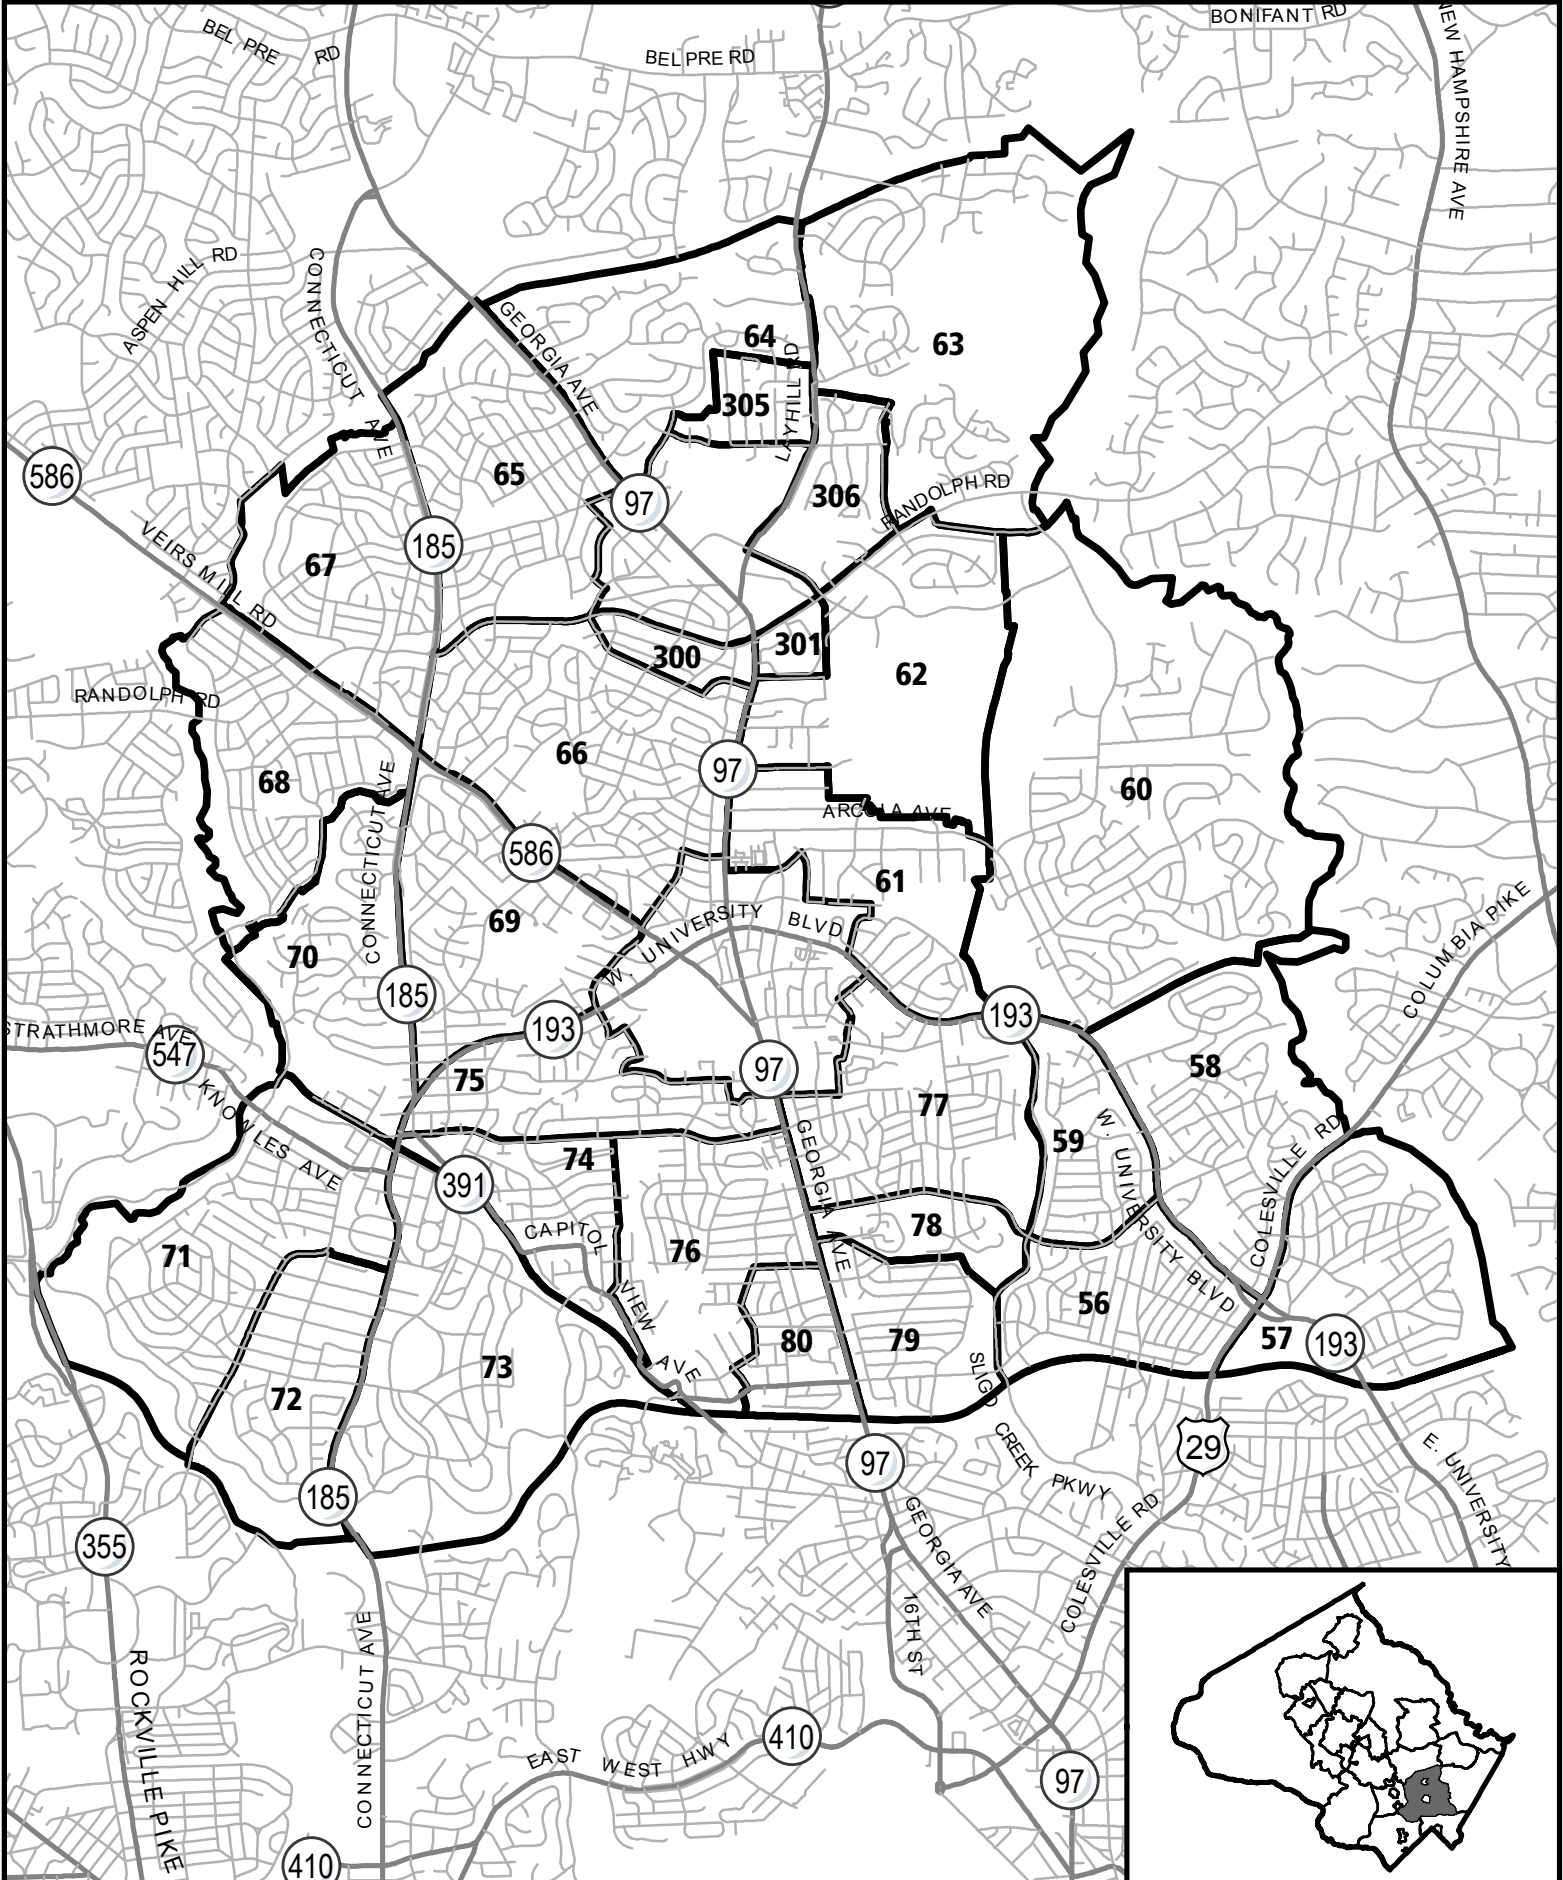 BONIFANT RD
BEL PRE RD
BEL PRE RD
NEW HAMPSHIRE AVE
ASPEN HILL RD
CONNECTICUT AVE
GEORGIA AVE
64
63
LAYHILL RD
305
586
65
97
306
RANDOLPH RD
185
VEIRS MILL RD
67
301
300
62
RANDOLPH RD
66
68
97
60
CONNECTICUT AVE
ARCOLA AVE
586
61
69
W. UNIVERSITY BLVD
COLUMBIA PIKE
70
185
193
193
STRATHMORE AVE
547
97
58
75
KNOWLES AVE
77
W. UNIVERSITY BLVD
59
COLESVILLE RD
GEORGIA AVE
74
391
CAPITOL VIEW AVE
78
71
76
56
80
79
57
193
73
72
SLIGO CREEK PKWY
29
97
E. UNIVERSITY
185
GEORGIA AVE
COLESVILLE RD
355
16TH ST
CONNECTICUT AVE
ROCKVILLE PIKE
EAST WEST HWY
410
97
410